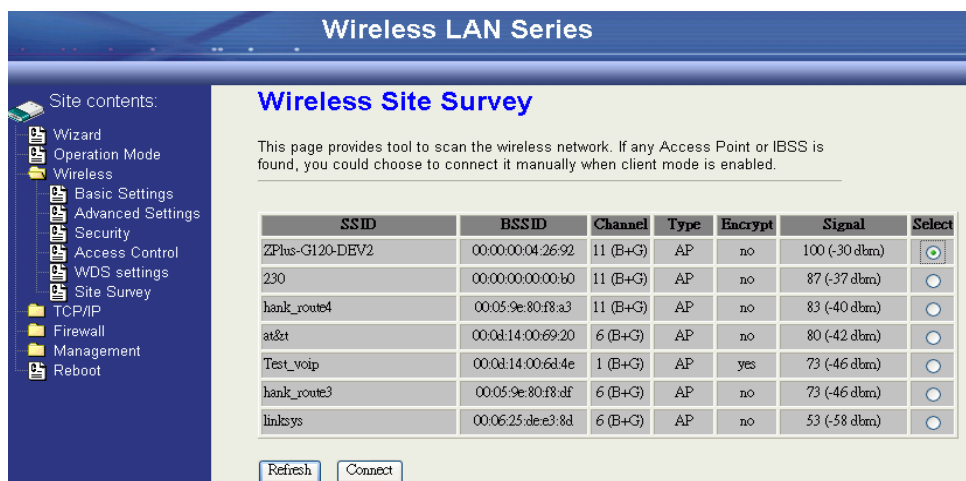 Wireless LAN Series
Site contents:
Wizard
Operation Mode
Wireless
Basic Settings
Advanced Settings
Security
Access Control
WDS settings
Site Survey
TCP/IP
Firewall
Management
Reboot
Wireless Site Survey
This page provides tool to scan the wireless network. If any Access Point or IBSS is
found, you could choose to connect it manually when client mode is enabled.
SSID BSSID Channel Type Encrypt Signal Select
ZPlus-G120-DEV2 00:00:00:04:26:92 11 (B+G) AP no 100 (-30 dbm)
230 00:00:00:00:00:b0 11 (B+G) AP no 87 (-37 dbm)
hank_route4 00:05:9e:80:f8:a3 11 (B+G) AP no 83 (-40 dbm)
at&t 00:0d:14:00:69:20 6 (B+G) AP no 80 (-42 dbm)
Test_voip 00:0d:14:00:6d:4e 1 (B+G) AP yes 73 (-46 dbm)
hank_route3 00:05:9e:80:f8:df 6 (B+G) AP no 73 (-46 dbm)
linksys 00:06:25:de:e3:8d 6 (B+G) AP no 53 (-58 dbm)
Refresh Connect